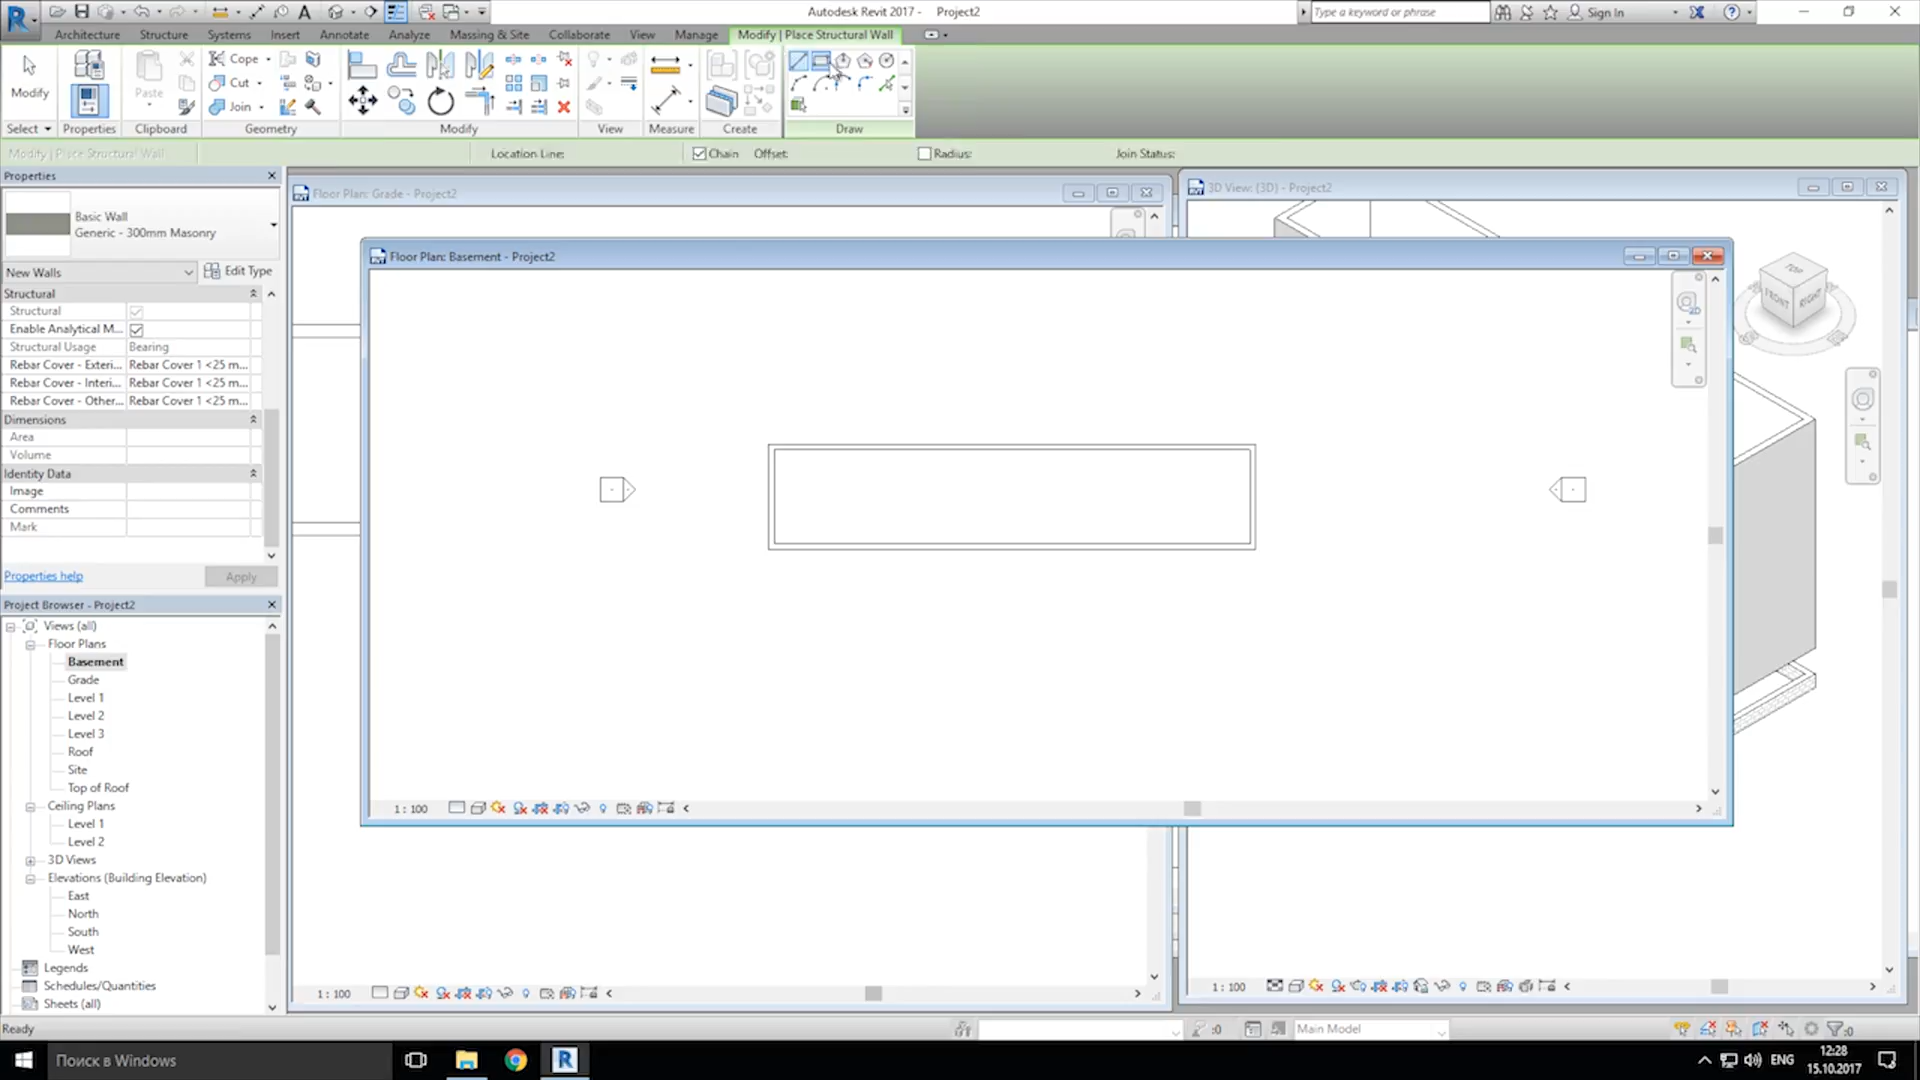 Autodesk Revit 2017 - Project2
Type a keyword or phrase
Sign In
Architecture Structure Systems Insert Annotate Analyze Massing & Site Collaborate View Manage Modify | Place Structural Wall
Modify
Paste
Cope
Cut
Join
Select Properties Clipboard Geometry Modify View Measure Create Draw
Modify | Place Structural Wall
Location Line:
Chain Offset:
Radius:
Join Status:
Properties
Basic Wall
Generic - 300mm Masonry
New Walls
Edit Type
Structural
Structural
Enable Analytical M...
Structural Usage Bearing
Rebar Cover - Exteri... Rebar Cover 1 <25 m...
Rebar Cover - Interi... Rebar Cover 1 <25 m...
Rebar Cover - Other... Rebar Cover 1 <25 m...
Dimensions
Area
Volume
Identity Data
Image
Comments
Mark
Properties help
Apply
Project Browser - Project2
Views (all)
Floor Plans
Basement
Grade
Level 1
Level 2
Level 3
Roof
Site
Top of Roof
Ceiling Plans
Level 1
Level 2
3D Views
Elevations (Building Elevation)
East
North
South
West
Legends
Schedules/Quantities
Sheets (all)
Floor Plan: Grade - Project2
3D View: {3D} - Project2
Floor Plan: Basement - Project2
TOP
FRONT
RIGHT
2D
1 : 100
1 : 100
1 : 100
Ready
:0
Main Model
:0
Поиск в Windows
ENG
12:28
15.10.2017